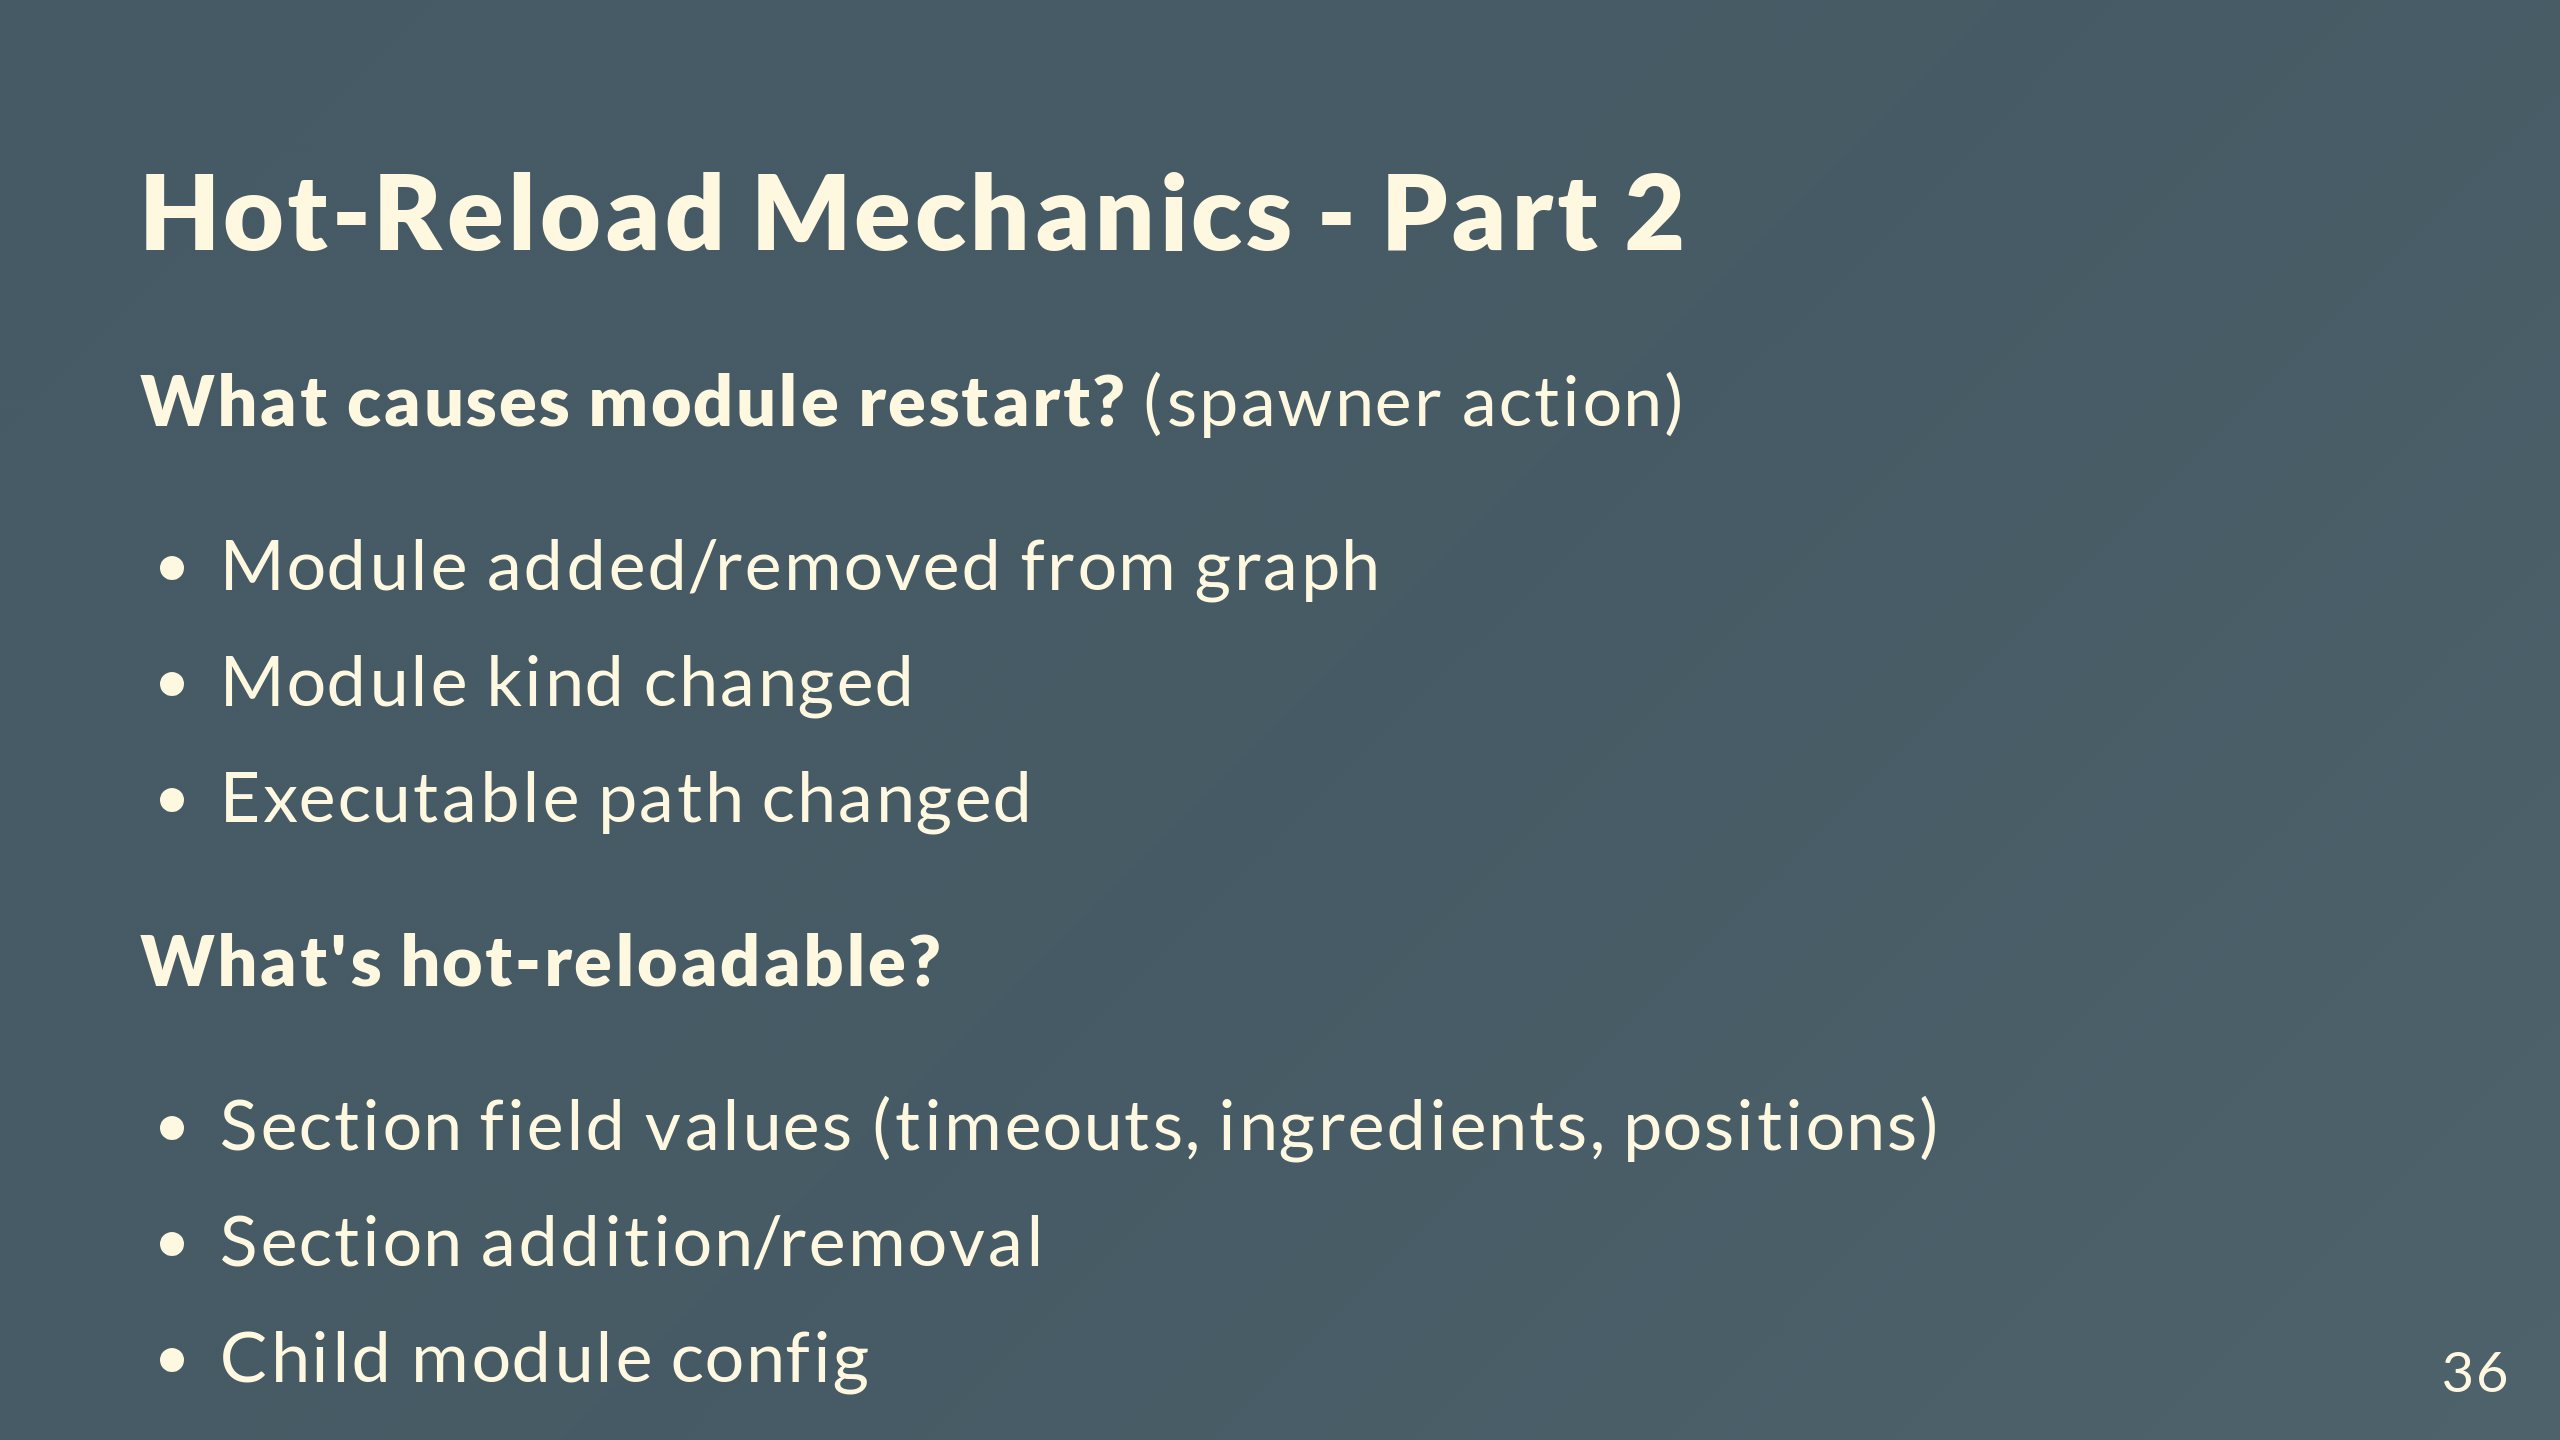 Hot-Reload Mechanics - Part 2
What causes module restart? (spawner action)
• Module added/removed from graph
• Module kind changed
• Executable path changed
What's hot-reloadable?
• Section field values (timeouts, ingredients, positions)
• Section addition/removal
• Child module config
36